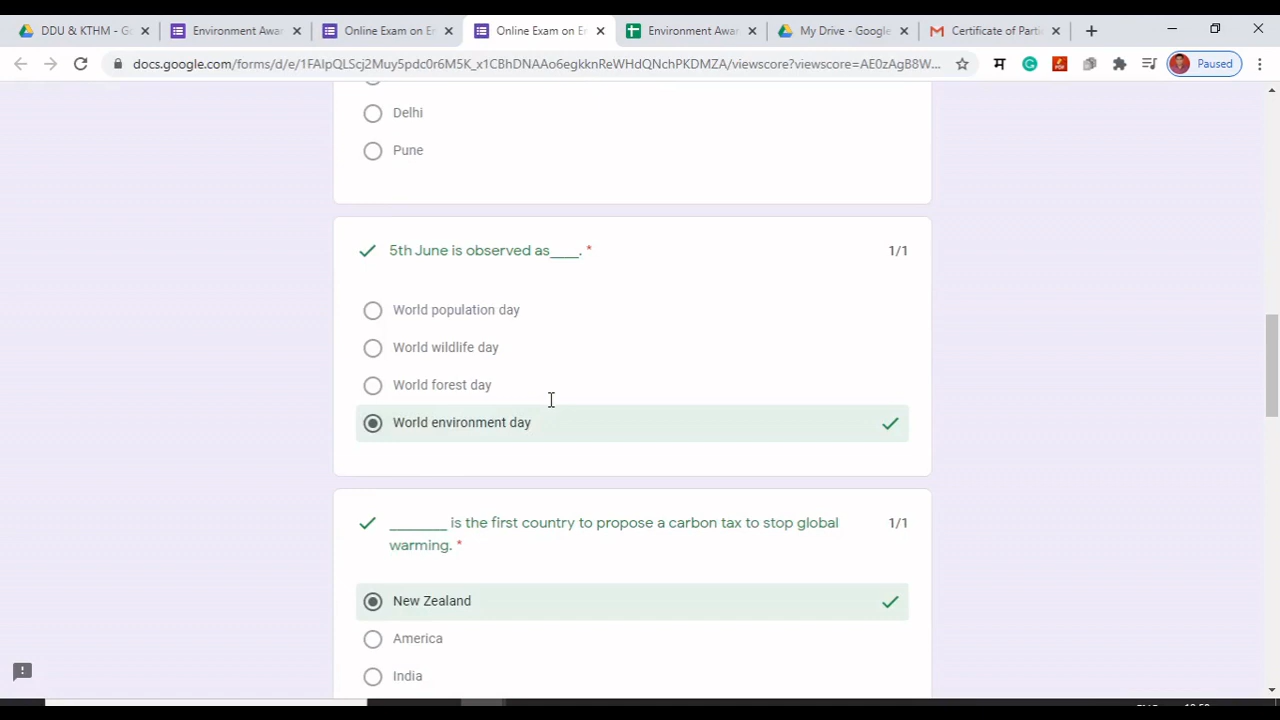 DDU & KTHM - G
Environment Awar
Online Exam on E
Online Exam on E
Environment Awar
My Drive - Google
Certificate of Parti
docs.google.com/forms/d/e/1FAIpQLScj2Muy5pdc0r6M5K_XCBhDNAAo6egkknReWHdQNchPKDMZA/viewscore?viewscore=AE0zAgB8W...
Paused
Delhi
Pune
5th June is observed as____. *
1/1
World population day
World wildlife day
World forest day
World environment day
________ is the first country to propose a carbon tax to stop global
warming. *
1/1
New Zealand
America
India